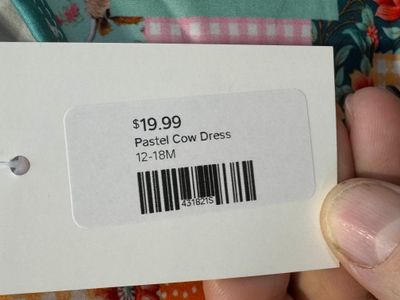 $19.99
Pastel Cow Dress
12-18M
431821S